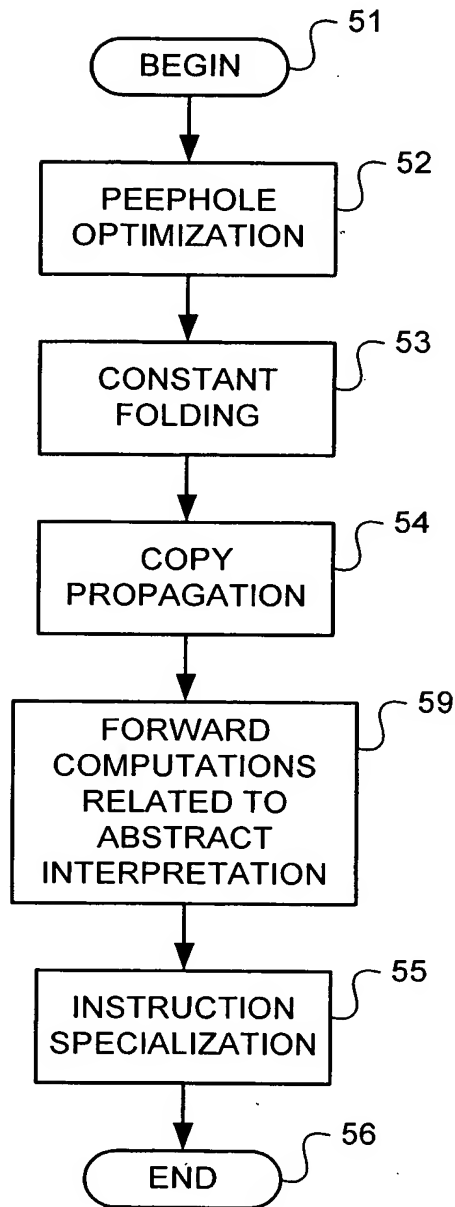 51
BEGIN
52
PEEPHOLE
OPTIMIZATION
53
CONSTANT
FOLDING
54
COPY
PROPAGATION
59
FORWARD
COMPUTATIONS
RELATED TO
ABSTRACT
INTERPRETATION
55
INSTRUCTION
SPECIALIZATION
56
END